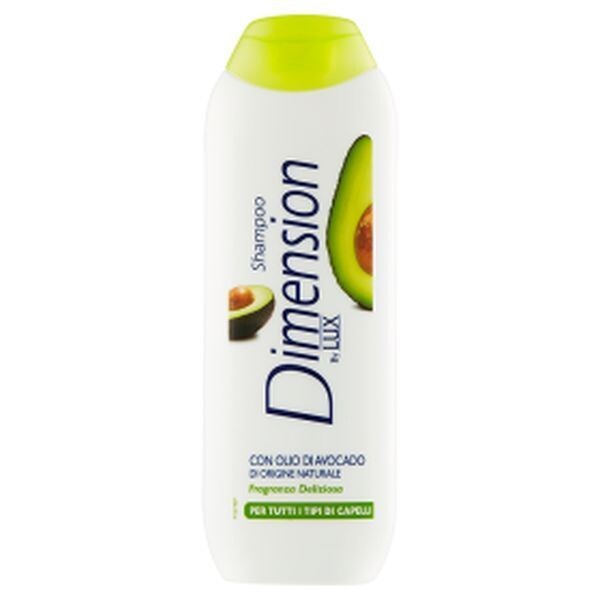 Shampoo
Dimension
By LUX
CON OLIO DI AVOCADO
DI ORIGINE NATURALE
Fragranza Deliziosa
PER TUTTI I TIPI DI CAPELLI